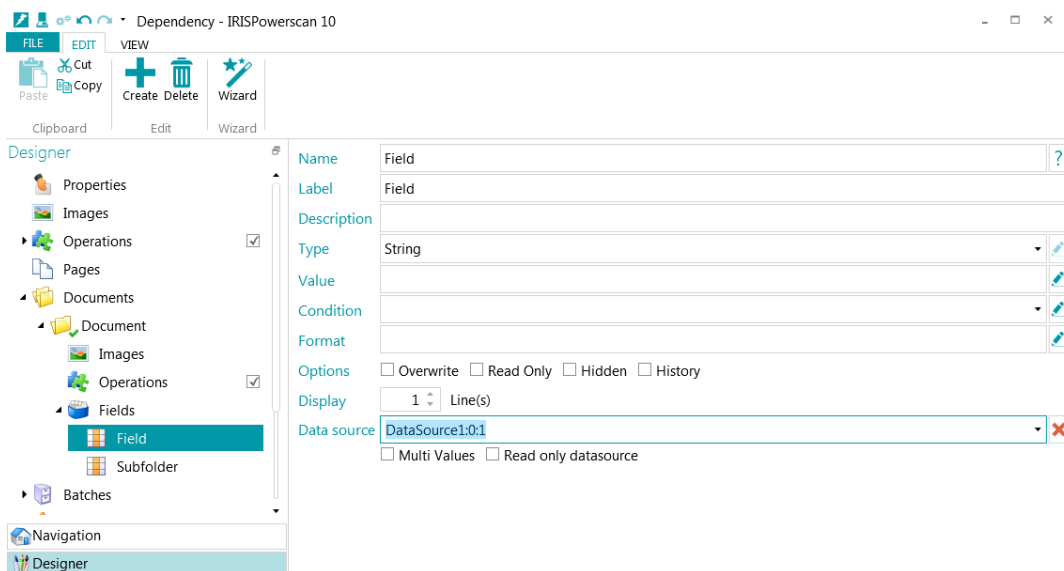 Dependency - IRISPowerscan 10
FILE EDIT VIEW
Paste
Cut
Copy
Create Delete
Wizard
Clipboard Edit Wizard
Designer
Properties
Images
Operations
Pages
Documents
Document
Images
Operations
Fields
Field
Subfolder
Batches
Navigation
Designer
Name Field ?
Label Field
Description
Type String
Value
Condition
Format
Options Overwrite Read Only Hidden History
Display 1 Line(s)
Data source DataSource1:0:1
Multi Values Read only datasource